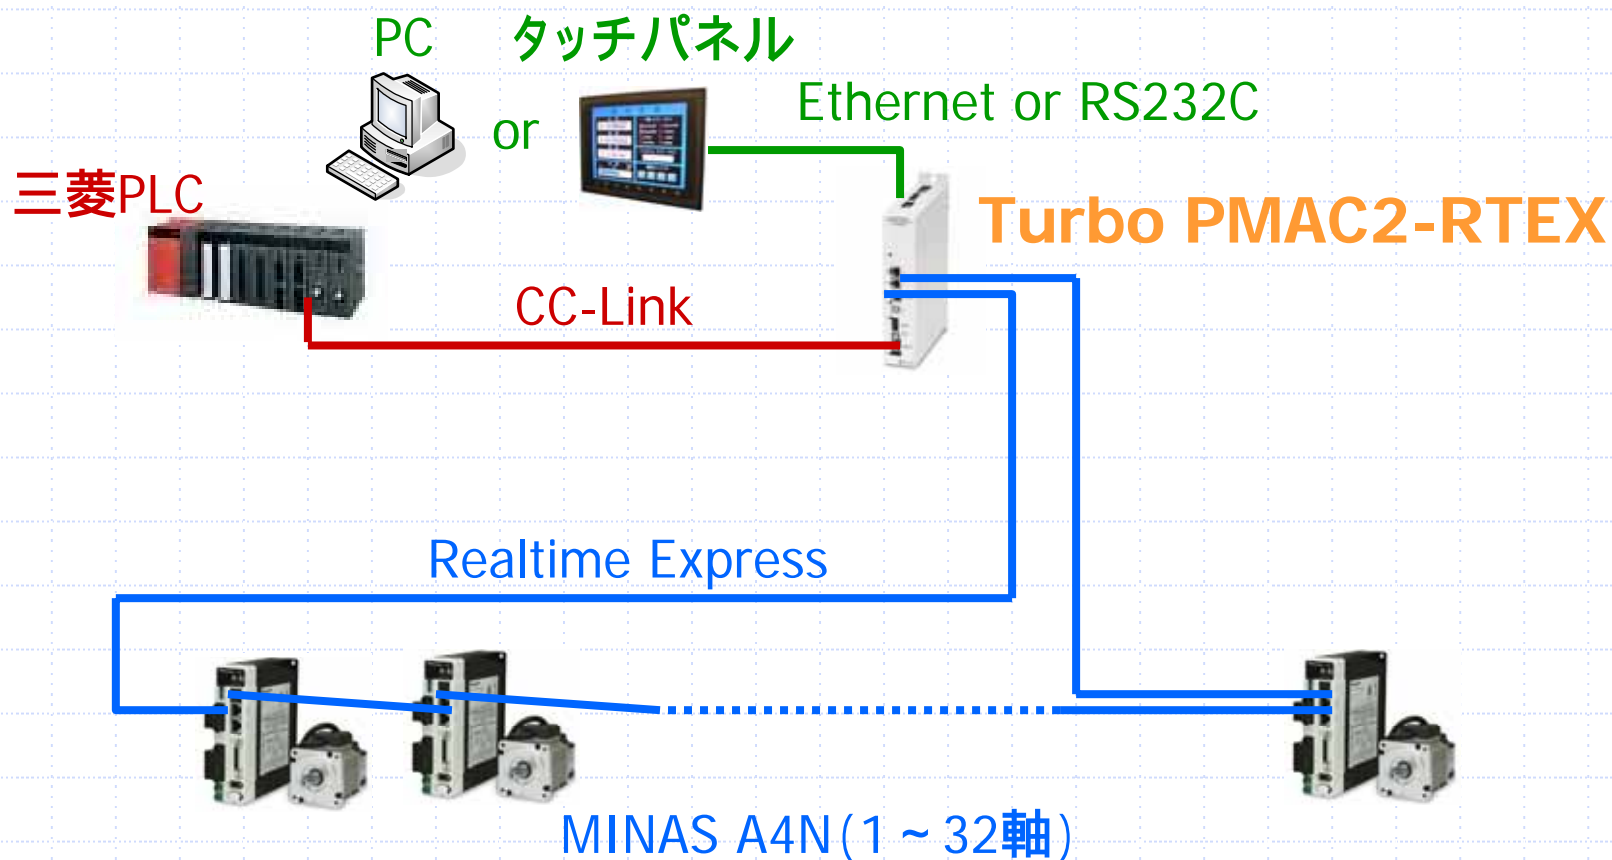 PC
タッチパネル
or
Ethernet or RS232C
三菱PLC
Turbo PMAC2-RTEX
CC-Link
Realtime Express
MINAS A4N(1~32軸)